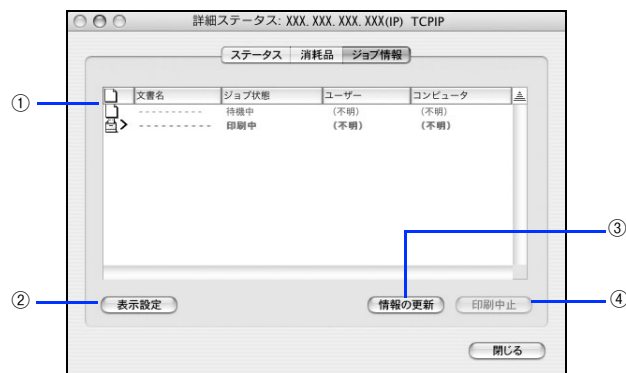 詳細ステータス: XXX. XXX. XXX. XXX(IP) TCPIP
ステータス 消耗品 ジョブ情報
① 文書名 ジョブ状態 ユーザー コンピュータ
---------- 待機中 (不明) (不明)
> ---------- 印刷中 (不明) (不明)
③
② 表示設定 情報の更新 印刷中止 ④
閉じる